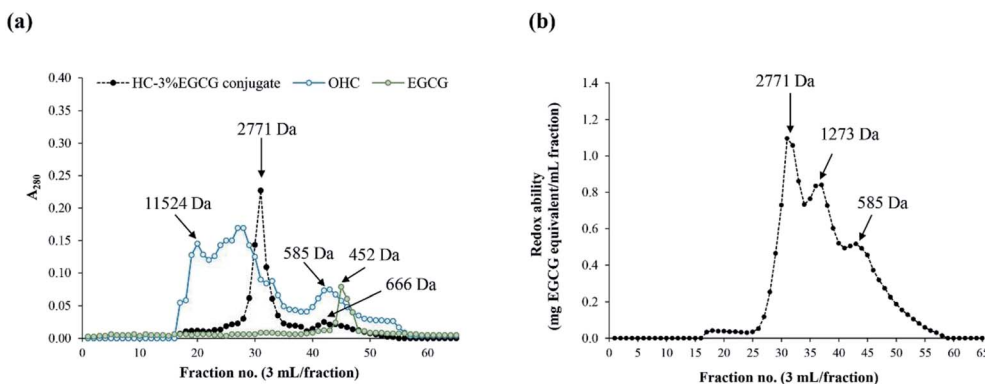 (a)
HC-3%EGCG conjugate OHC EGCG
0.40
0.35
0.30
0.25
0.20
0.15
0.10
0.05
0.00
A280
2771 Da
11524 Da
585 Da
452 Da
666 Da
0 10 20 30 40 50 60
Fraction no. (3 mL/fraction)
(b)
1.4
1.2
1.0
0.8
0.6
0.4
0.2
0.0
Redox ability
(mg EGCG equivalent/mL fraction)
2771 Da
1273 Da
585 Da
0 5 10 15 20 25 30 35 40 45 50 55 60 65
Fraction no. (3 mL/fraction)